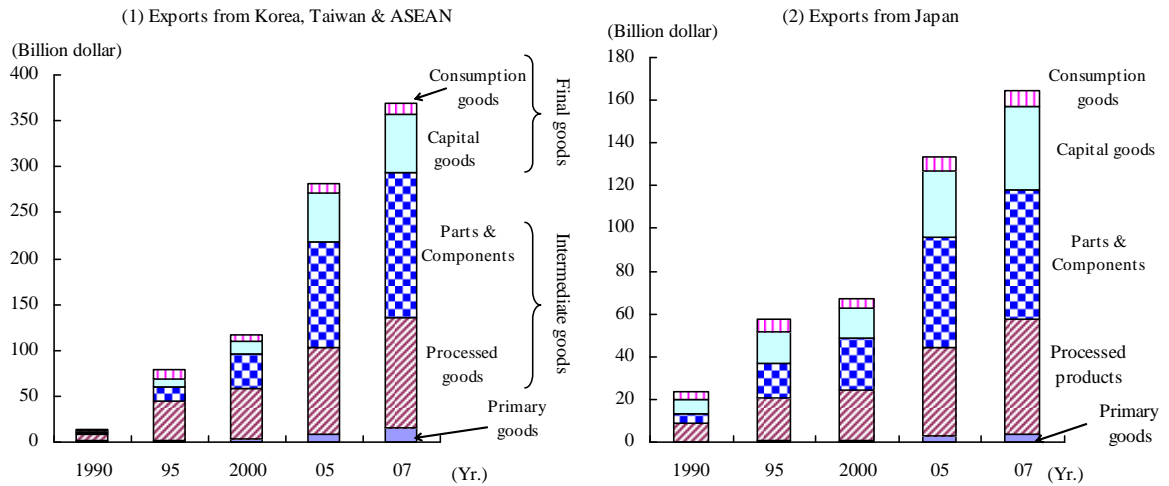 (1) Exports from Korea, Taiwan & ASEAN
(Billion dollar)
400
350
300
250
200
150
100
50
0
1990
95
2000
05
07
(Yr.)
Consumption
goods
Capital
goods
Final
goods
Parts &
Components
Intermediate goods
Processed
goods
Primary
goods
(2) Exports from Japan
(Billion dollar)
180
160
140
120
100
80
60
40
20
0
1990
95
2000
05
07
(Yr.)
Consumption
goods
Capital goods
Parts &
Components
Processed
products
Primary
goods